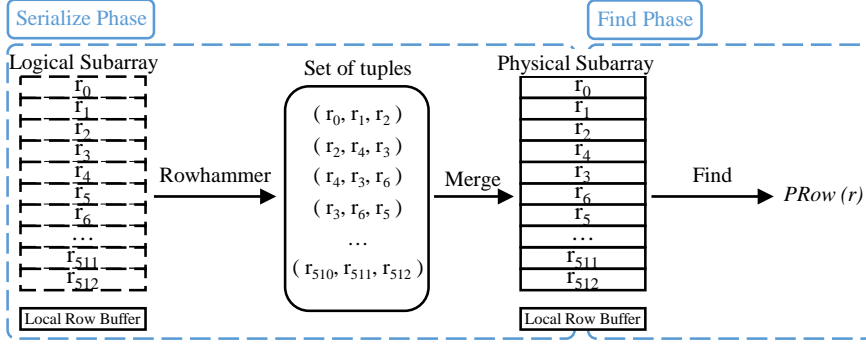 Serialize Phase
Find Phase
Logical Subarray
r0
r1
r2
r3
r4
r5
r6
…
r511
r512
Local Row Buffer
Rowhammer
Set of tuples
( r0, r1, r2 )
( r2, r4, r3 )
( r4, r3, r6 )
( r3, r6, r5 )
…
( r510, r511, r512 )
Merge
Physical Subarray
r0
r1
r2
r4
r3
r6
r5
…
r511
r512
Local Row Buffer
Find
PRow (r)